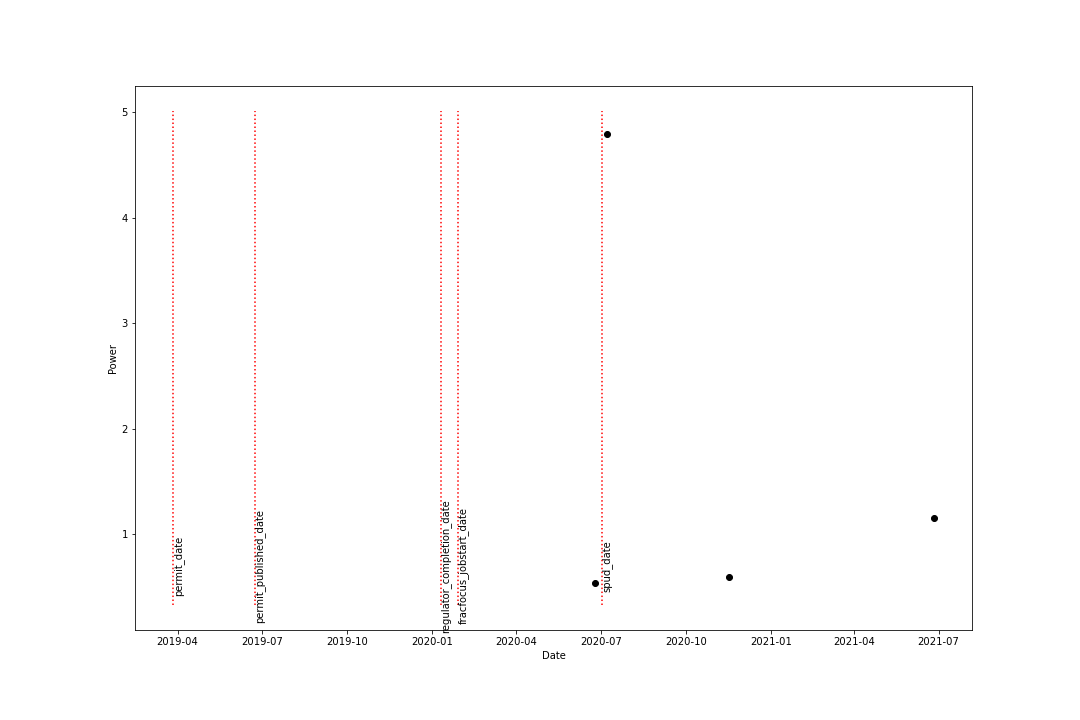 5
4
3
2
1
Power
permit_date
permit_published_date
regulator_completion_date
fracfocus_jobstart_date
spud_date
2019-04
2019-07
2019-10
2020-01
2020-04
2020-07
2020-10
2021-01
2021-04
2021-07
Date